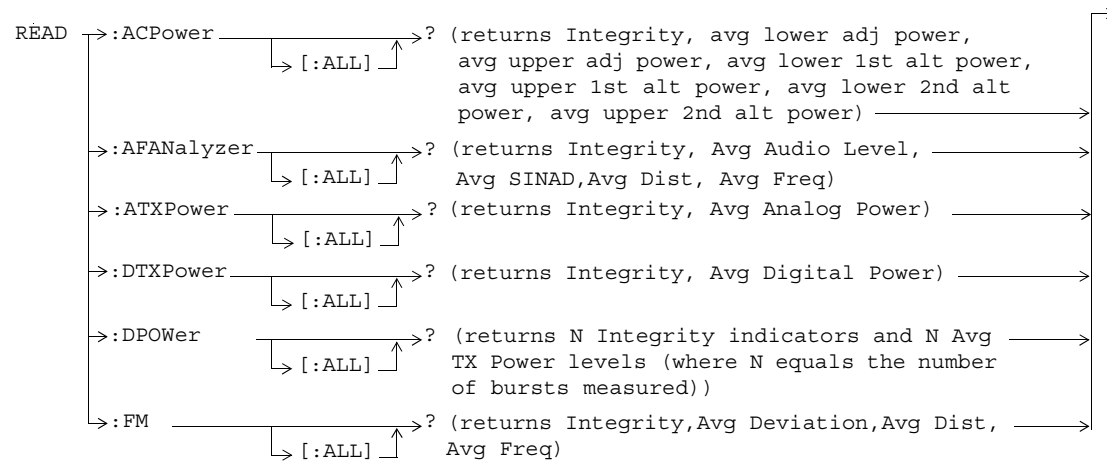 READ :ACPower ? (returns Integrity, avg lower adj power,
[:ALL] avg upper adj power, avg lower 1st alt power,
avg upper 1st alt power, avg lower 2nd alt
power, avg upper 2nd alt power)
:AFANalyzer ? (returns Integrity, Avg Audio Level,
[:ALL] Avg SINAD,Avg Dist, Avg Freq)
:ATXPower ? (returns Integrity, Avg Analog Power)
[:ALL]
:DTXPower ? (returns Integrity, Avg Digital Power)
[:ALL]
:DPOWer ? (returns N Integrity indicators and N Avg
[:ALL] TX Power levels (where N equals the number
of bursts measured))
:FM ? (returns Integrity,Avg Deviation,Avg Dist,
[:ALL] Avg Freq)